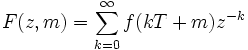 F(z, m) = \sum_{k=0}^{\infty} f(kT + m)z^{-k}